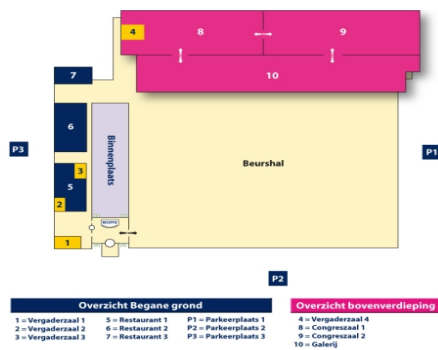 4
8
9
10
7
6
Binnenplaats
P3
3
5
2
1
RECEPTIE
Beurshal
P1
P2
Overzicht Begane grond
1 = Vergaderzaal 1
2 = Vergaderzaal 2
3 = Vergaderzaal 3
5 = Restaurant 1
6 = Restaurant 2
7 = Restaurant 3
P1 = Parkeerplaats 1
P2 = Parkeerplaats 2
P3 = Parkeerplaats 3
Overzicht bovenverdieping
4 = Vergaderzaal 4
8 = Congreszaal 1
9 = Congreszaal 2
10 = Galerij